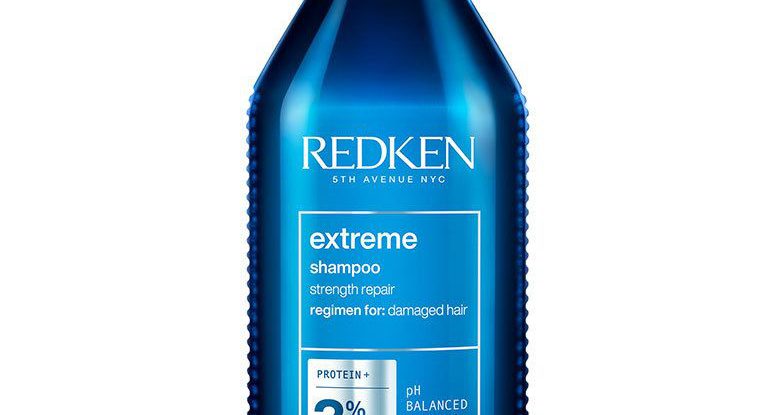 REDKEN
5TH AVENUE NYC
extreme
shampoo
strength repair
regimen for: damaged hair
PROTEIN +
pH
BALANCED
%